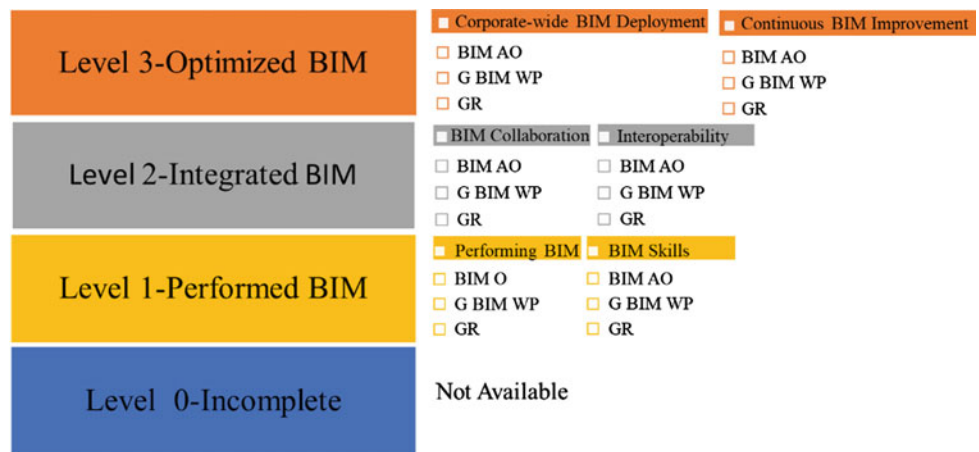 Level 3-Optimized BIM
Corporate-wide BIM Deployment
BIM AO
G BIM WP
GR
Continuous BIM Improvement
BIM AO
G BIM WP
GR
Level 2-Integrated BIM
BIM Collaboration
BIM AO
G BIM WP
GR
Interoperability
BIM AO
G BIM WP
GR
Level 1-Performed BIM
Performing BIM
BIM O
G BIM WP
GR
BIM Skills
BIM AO
G BIM WP
GR
Level 0-Incomplete
Not Available